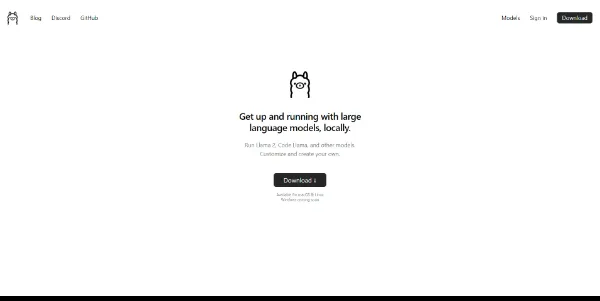 Blog
Discord
GitHub
Models
Sign in
Download
Get up and running with large
language models, locally.
Run Llama 2, Code Llama, and other models.
Customize and create your own.
Download ↓
Available for macOS & Linux
Windows coming soon